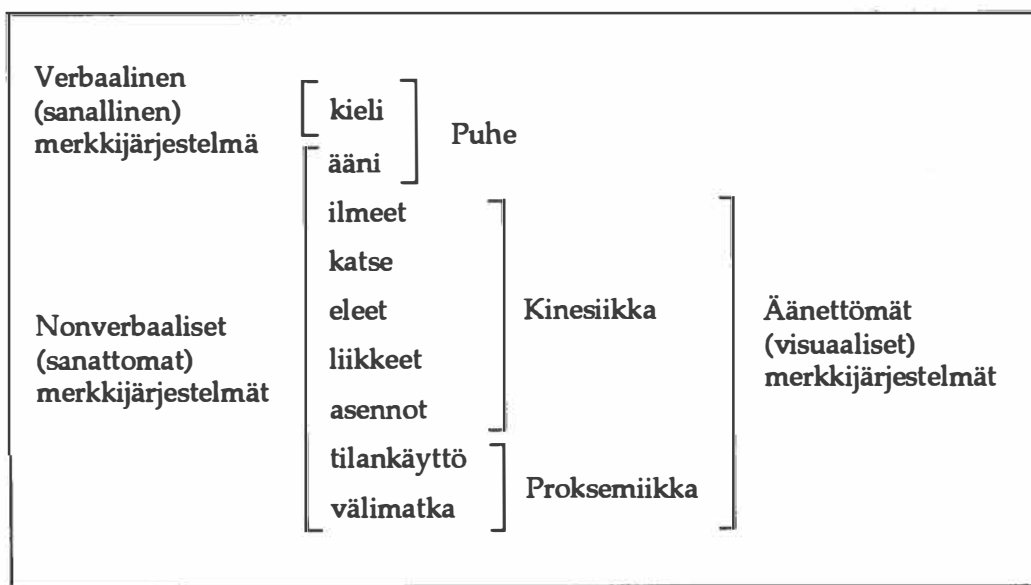 Verbaalinen
(sanallinen)
merkkijärjestelmä
kieli
ääni
Puhe
Nonverbaaliset
(sanattomat)
merkkijärjestelmät
ilmeet
katse
eleet
liikkeet
asennot
tilankäyttö
välimatka
Kinesiikka
Proksemiikka
Äänettömät
(visuaaliset)
merkkijärjestelmät